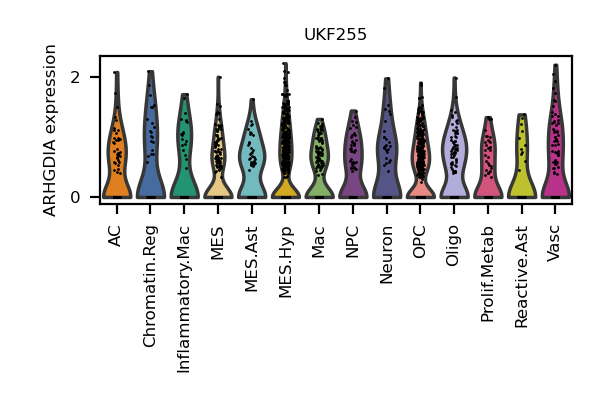 UKF255
ARHGDIA expression
2
0
AC
Chromatin.Reg
Inflammatory.Mac
MES
MES.Ast
MES.Hyp
Mac
NPC
Neuron
OPC
Oligo
Prolif.Metab
Reactive.Ast
Vasc